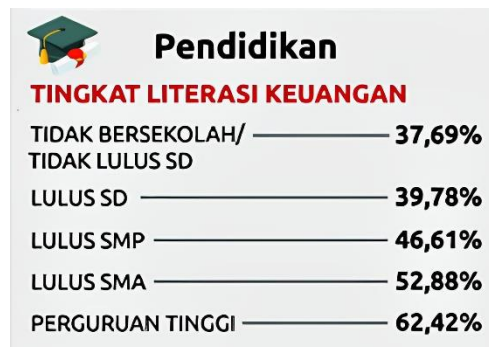 Pendidikan
TINGKAT LITERASI KEUANGAN
TIDAK BERSEKOLAH/ 37,69%
TIDAK LULUS SD
LULUS SD 39,78%
LULUS SMP 46,61%
LULUS SMA 52,88%
PERGURUAN TINGGI 62,42%